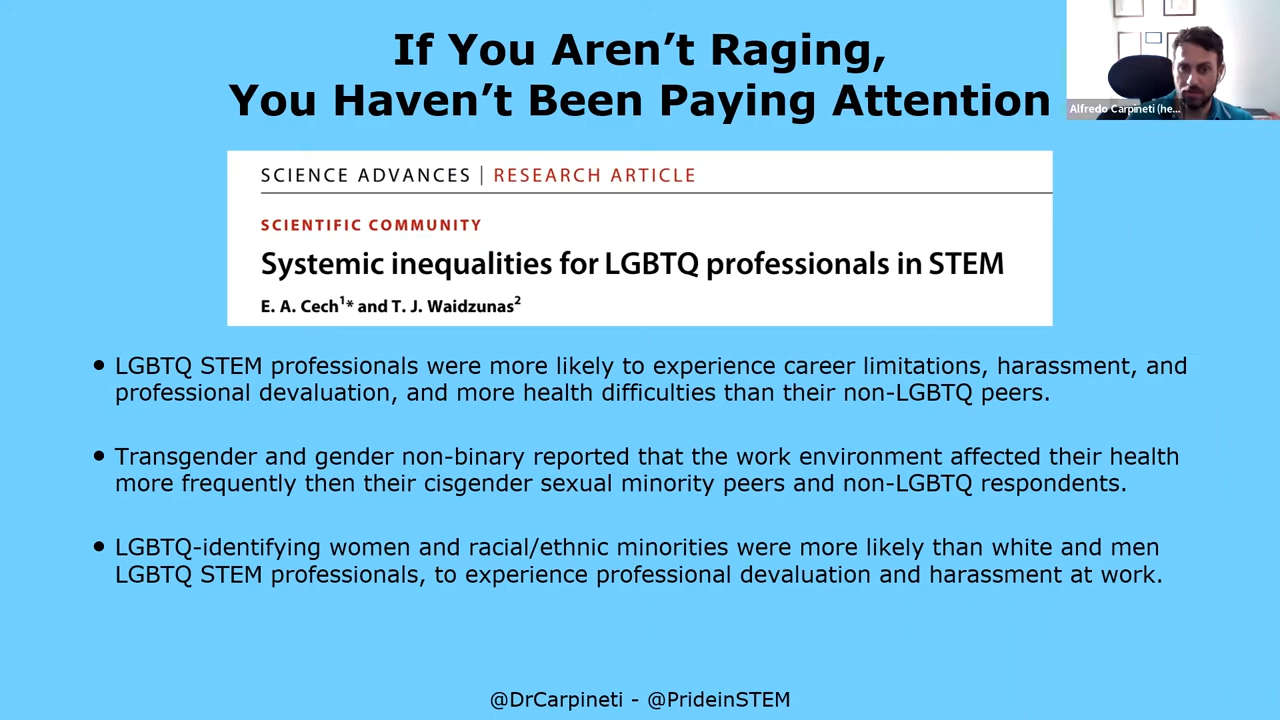 If You Aren’t Raging,
You Haven’t Been Paying Attention
Alfredo Carpineti (he...
SCIENCE ADVANCES | RESEARCH ARTICLE
SCIENTIFIC COMMUNITY
Systemic inequalities for LGBTQ professionals in STEM
E. A. Cech1* and T. J. Waidzunas2
• LGBTQ STEM professionals were more likely to experience career limitations, harassment, and
professional devaluation, and more health difficulties than their non-LGBTQ peers.
• Transgender and gender non-binary reported that the work environment affected their health
more frequently then their cisgender sexual minority peers and non-LGBTQ respondents.
• LGBTQ-identifying women and racial/ethnic minorities were more likely than white and men
LGBTQ STEM professionals, to experience professional devaluation and harassment at work.
@DrCarpineti - @PrideinSTEM